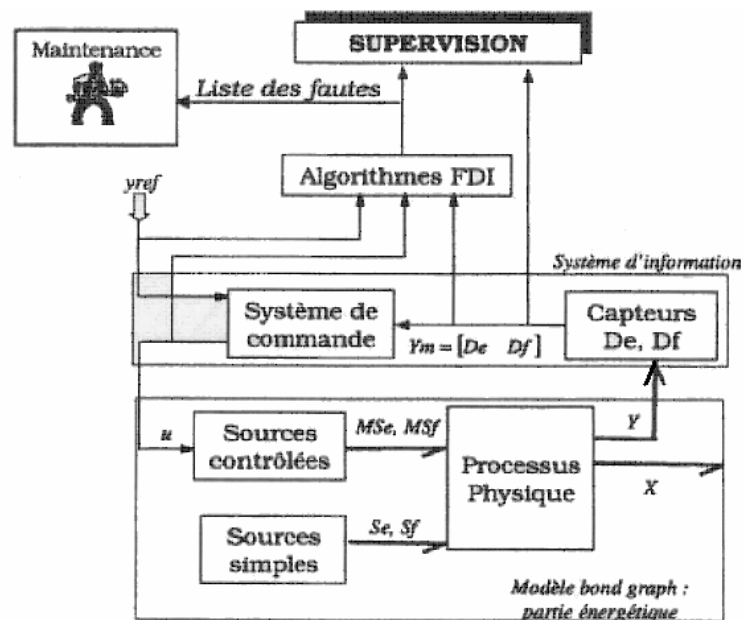 SUPERVISION
Maintenance
Liste des fautes
Algorithmes FDI
yref
Système d'information
Système de
commande
Ym = [De Df]
Capteurs
De, Df
u
Sources
contrôlées
MSe, MSf
Processus
Physique
Y
X
Sources
simples
Se, Sf
Modèle bond graph :
partie énergétique